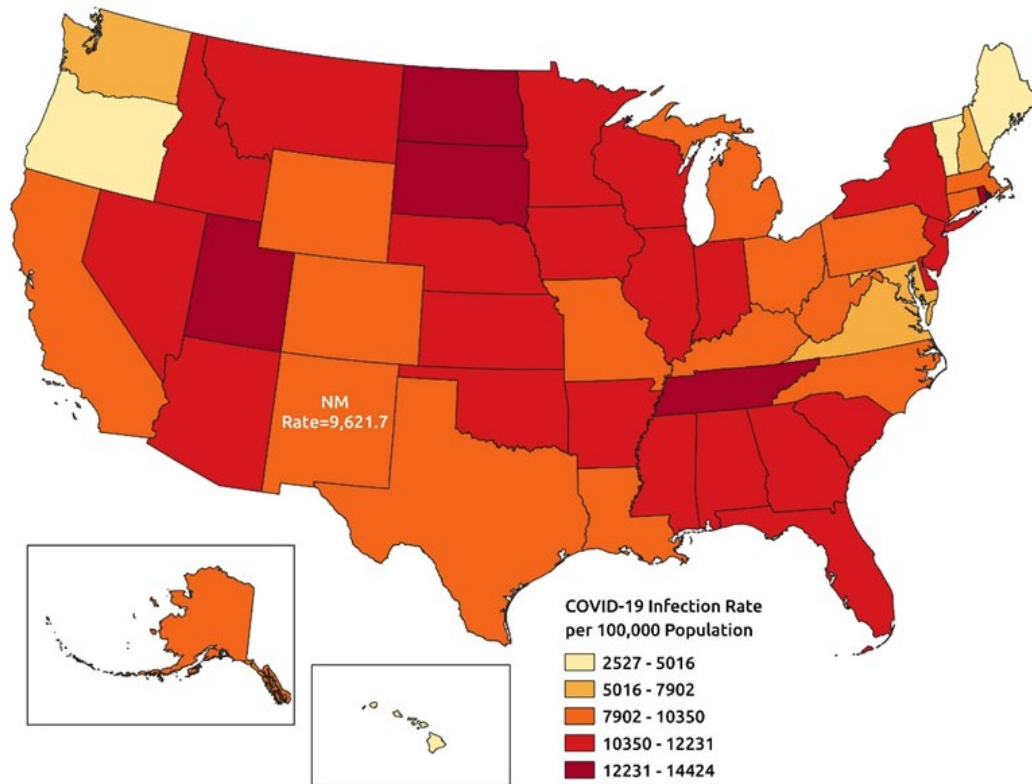 NM
Rate=9,621.7
COVID-19 Infection Rate
per 100,000 Population
2527 - 5016
5016 - 7902
7902 - 10350
10350 - 12231
12231 - 14424